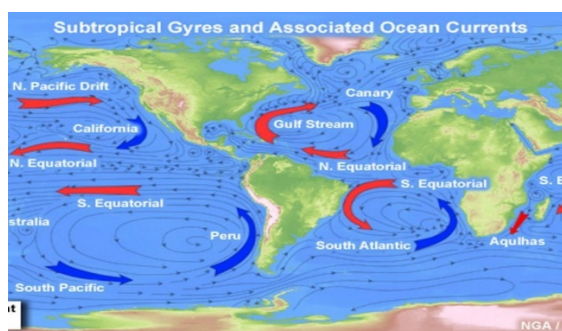 Subtropical Gyres and Associated Ocean Currents
N. Pacific Drift
Canary
California
Gulf Stream
N. Equatorial
N. Equatorial
S. Equatorial
S. Equatorial
S. E
stralia
Peru
South Atlantic
Aqulhas
South Pacific
nt
NGA /